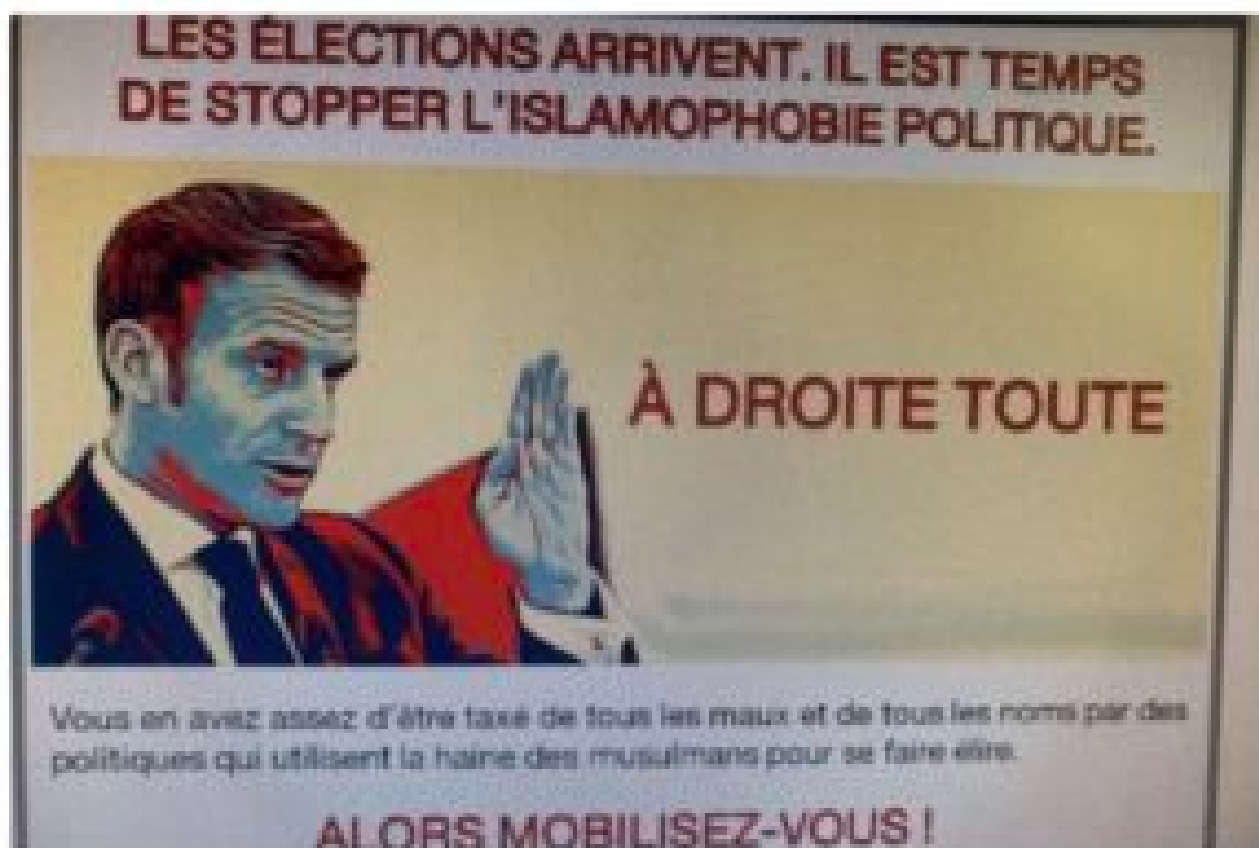 LES ÉLECTIONS ARRIVENT. IL EST TEMPS
DE STOPPER L'ISLAMOPHOBIE POLITIQUE.
À DROITE TOUTE
Vous en avez assez d'être taxé de tous les maux et de tous les noms par des
politiques qui utilisent la haine des musulmans pour se faire élire.
ALORS MOBILISEZ-VOUS !